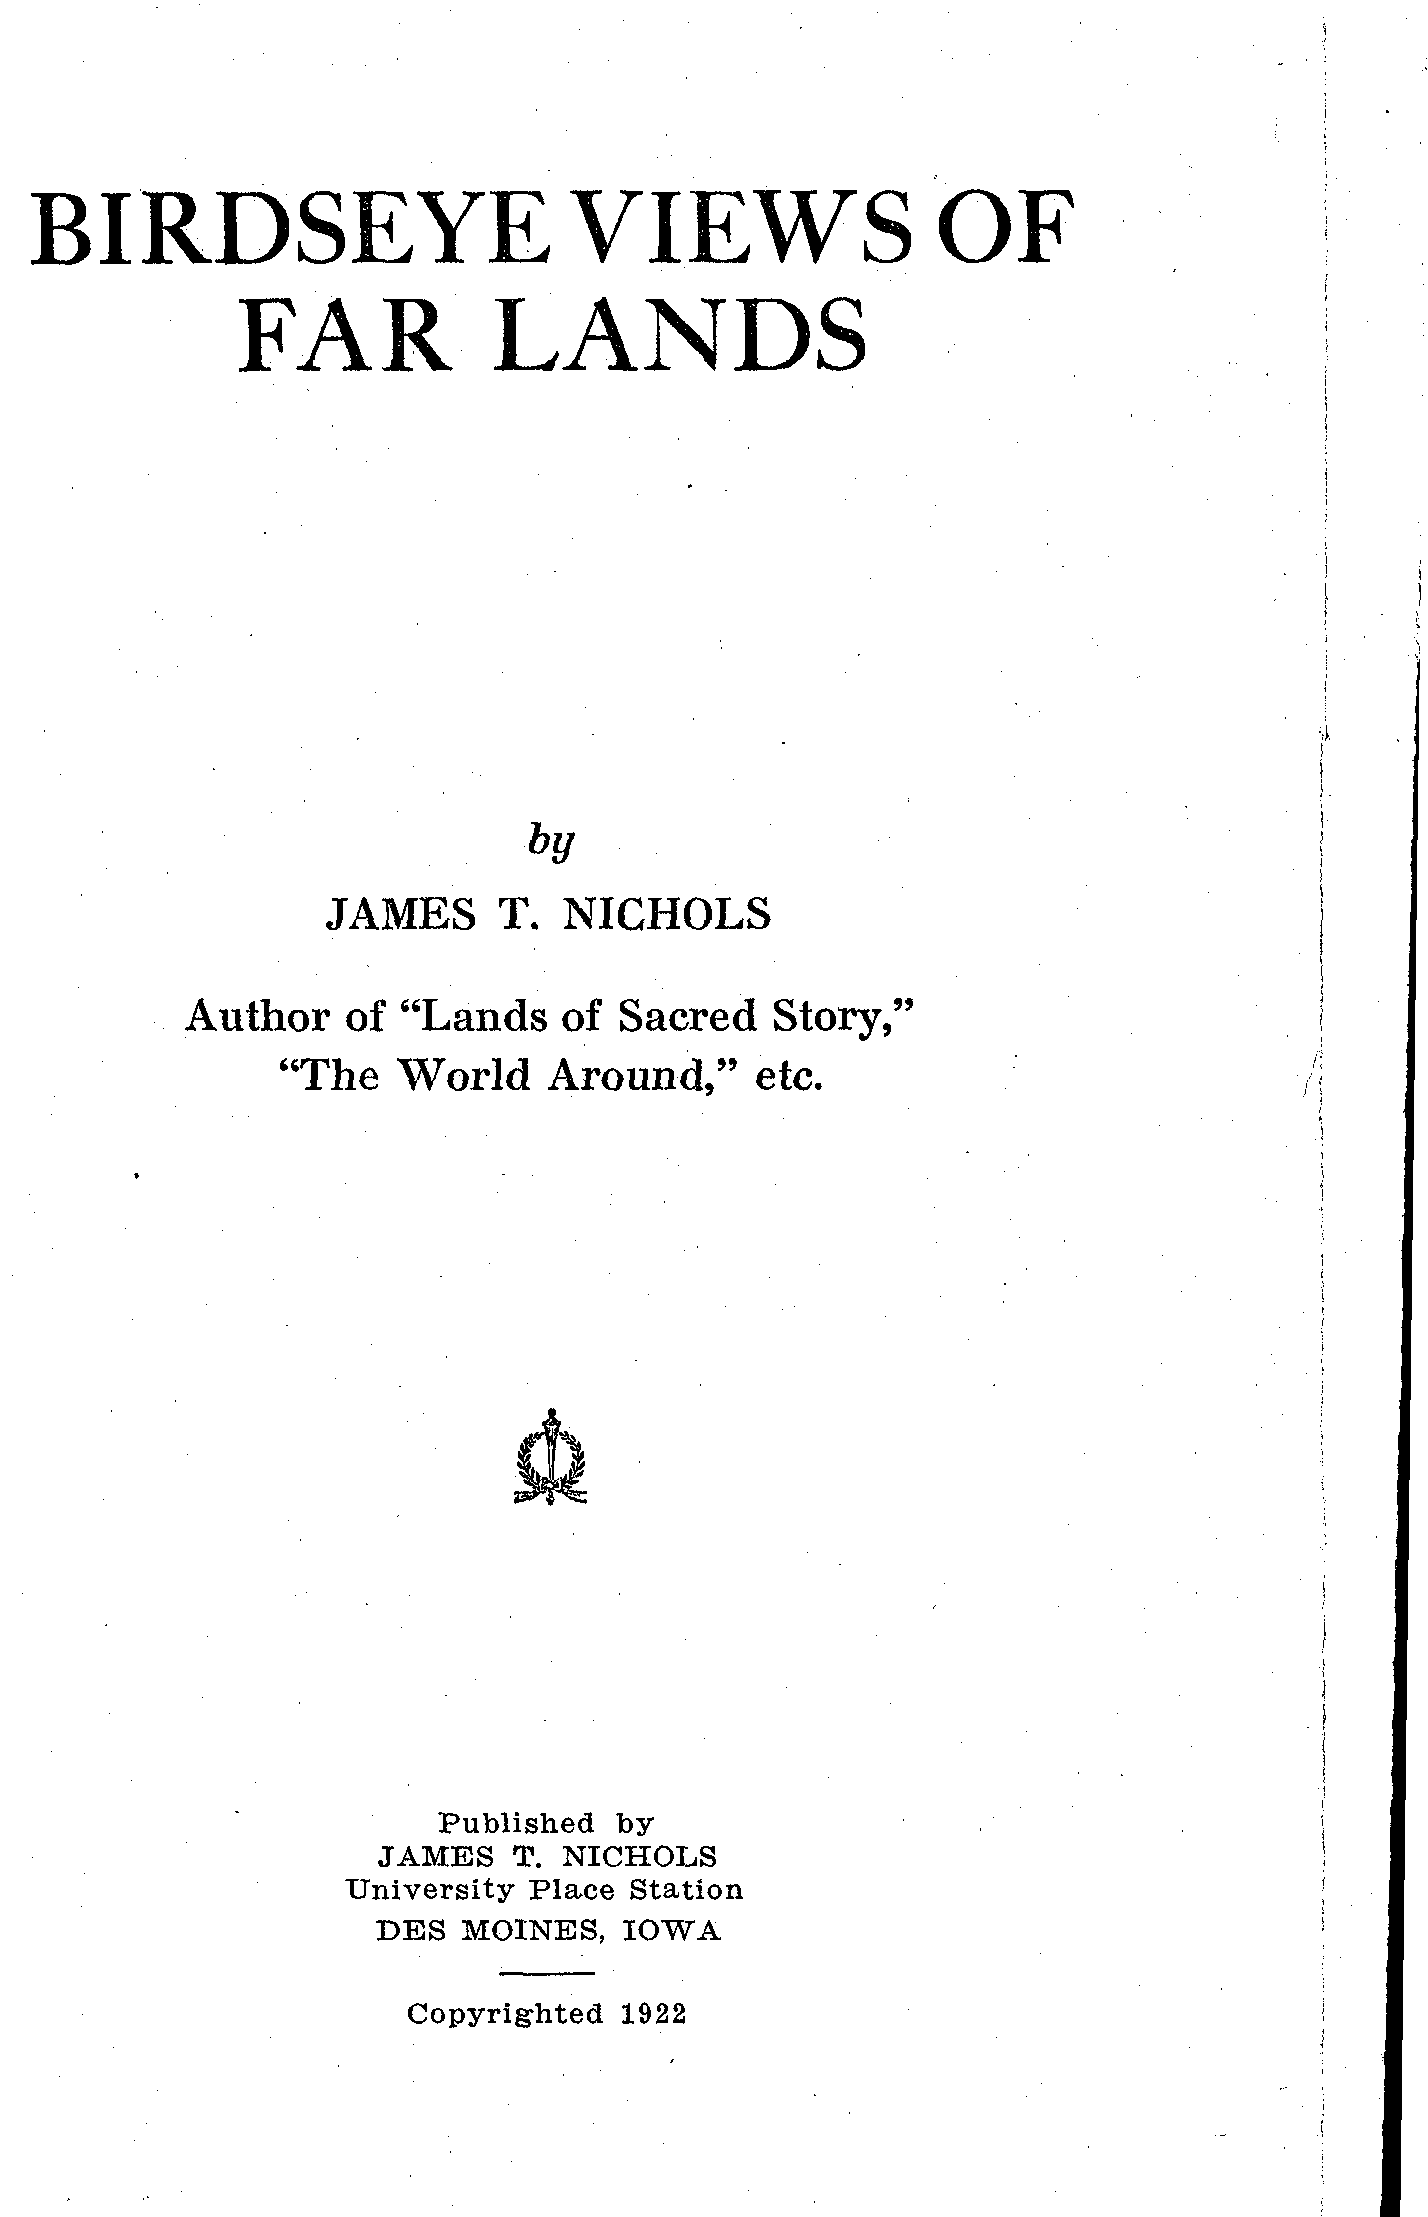 BIRDSEYE VIEWS OF
FAR LANDS
by
JAMES T. NICHOLS
Author of “Lands of Sacred Story,”
“The World Around,” etc.
Published by
JAMES T. NICHOLS
University Place Station
DES MOINES, IOWA
Copyrighted 1922